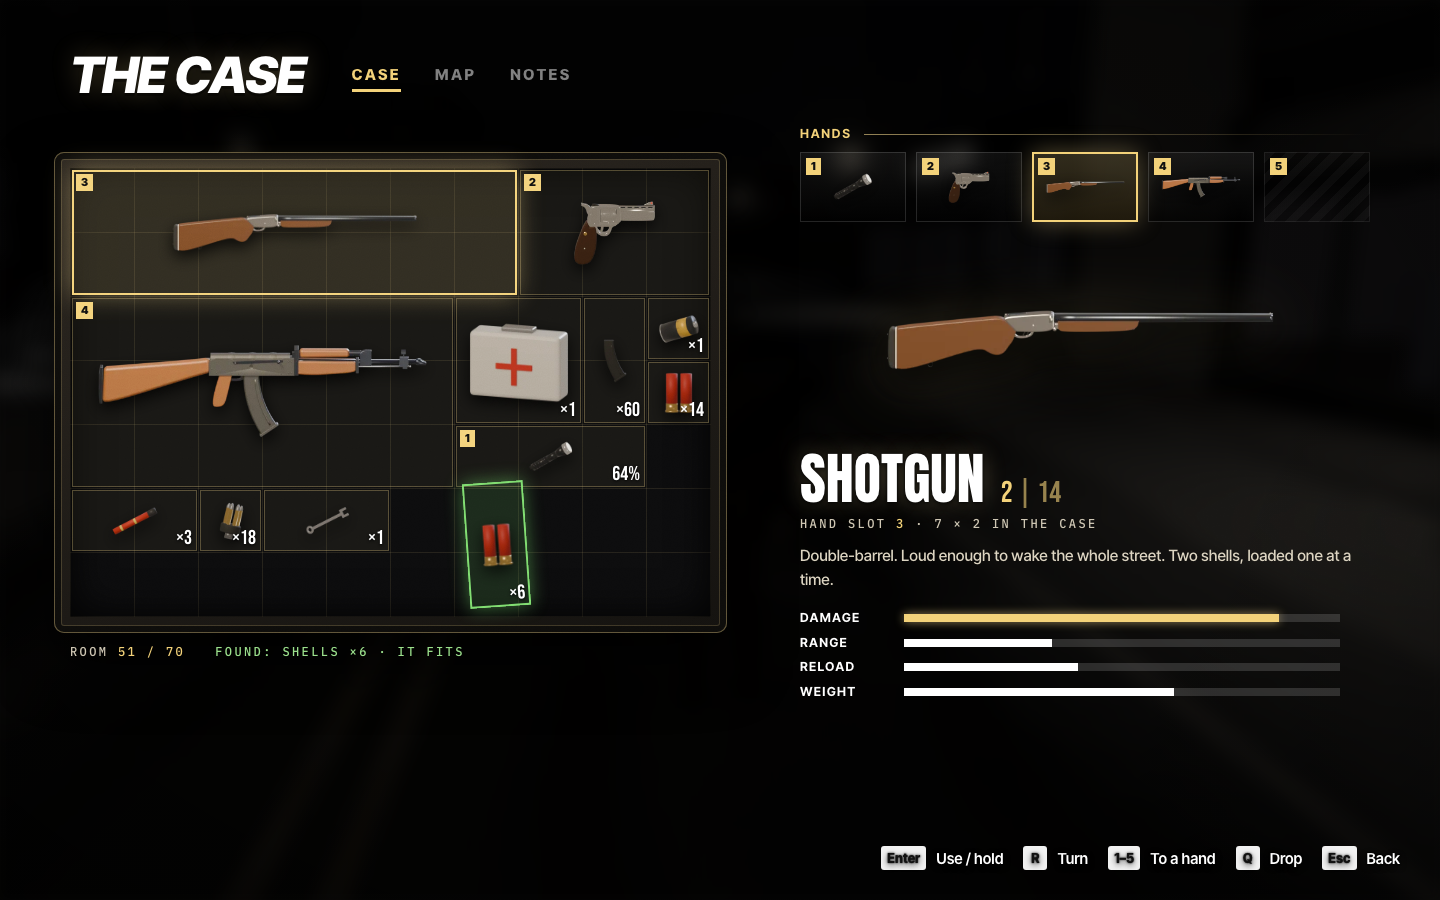 THE CASE
CASE MAP NOTES
HANDS
1 2 3 4 5
3 2
4
×1
×1 ×60 ×14
1
64%
×3 ×18 ×1
×6
ROOM 51 / 70 FOUND: SHELLS ×6 · IT FITS
SHOTGUN 2 | 14
HAND SLOT 3 · 7 × 2 IN THE CASE
Double-barrel. Loud enough to wake the whole street. Two shells, loaded one at a
time.
DAMAGE
RANGE
RELOAD
WEIGHT
Enter Use / hold R Turn 1–5 To a hand Q Drop Esc Back